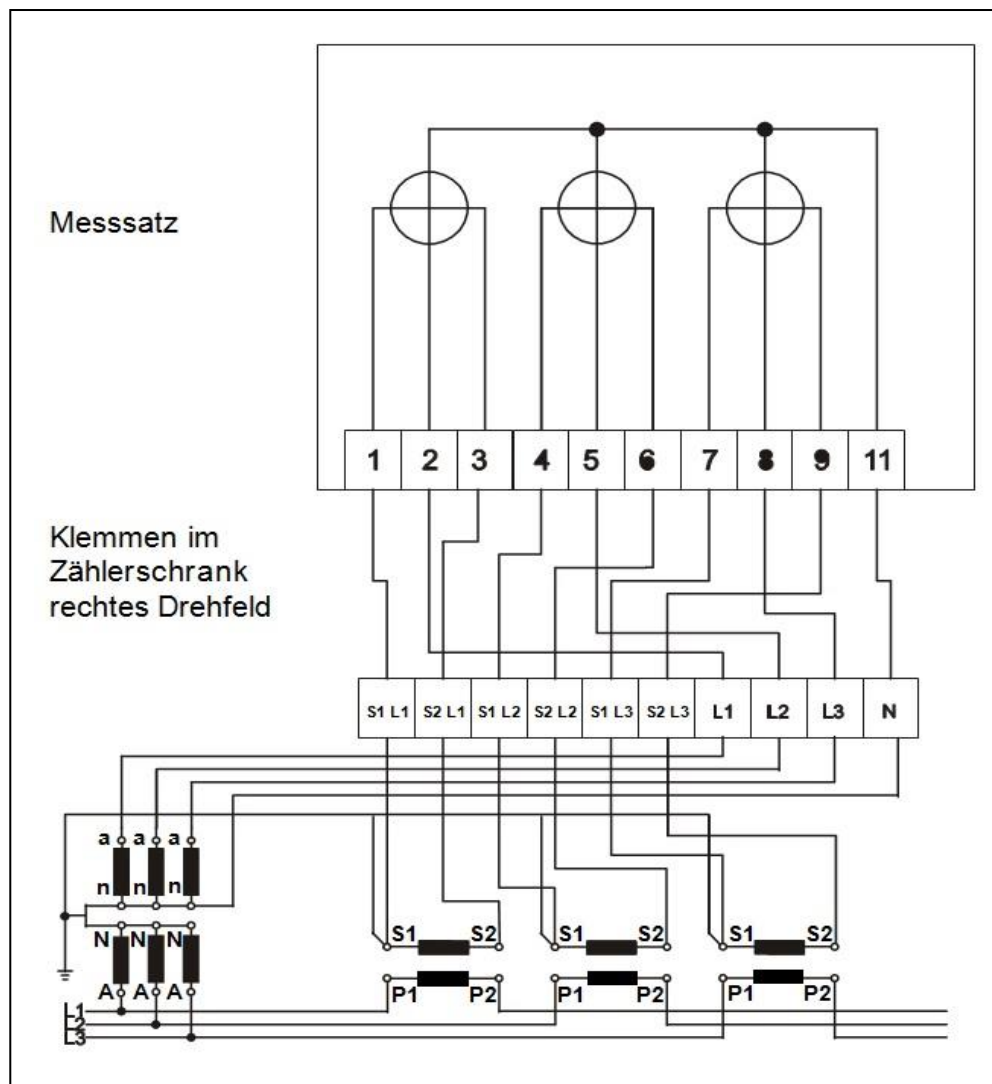 Messsatz
1 2 3 4 5 6 7 8 9 11
Klemmen im
Zählerschrank
rechtes Drehfeld
S1 L1 S2 L1 S1 L2 S2 L2 S1 L3 S2 L3 L1 L2 L3 N
a a a
n n n
N N N
S1 S2 S1 S2 S1 S2
A A A
P1 P2 P1 P2 P1 P2
L1
L2
L3